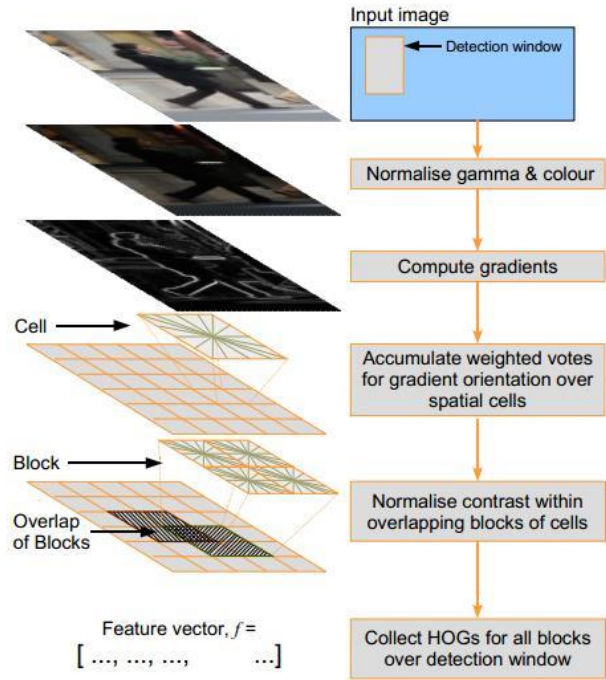 Input image
Detection window
Normalise gamma & colour
Compute gradients
Cell
Accumulate weighted votes
for gradient orientation over
spatial cells
Block
Normalise contrast within
overlapping blocks of cells
Overlap
of Blocks
Feature vector, f =
[ ..., ..., ..., ...]
Collect HOGs for all blocks
over detection window